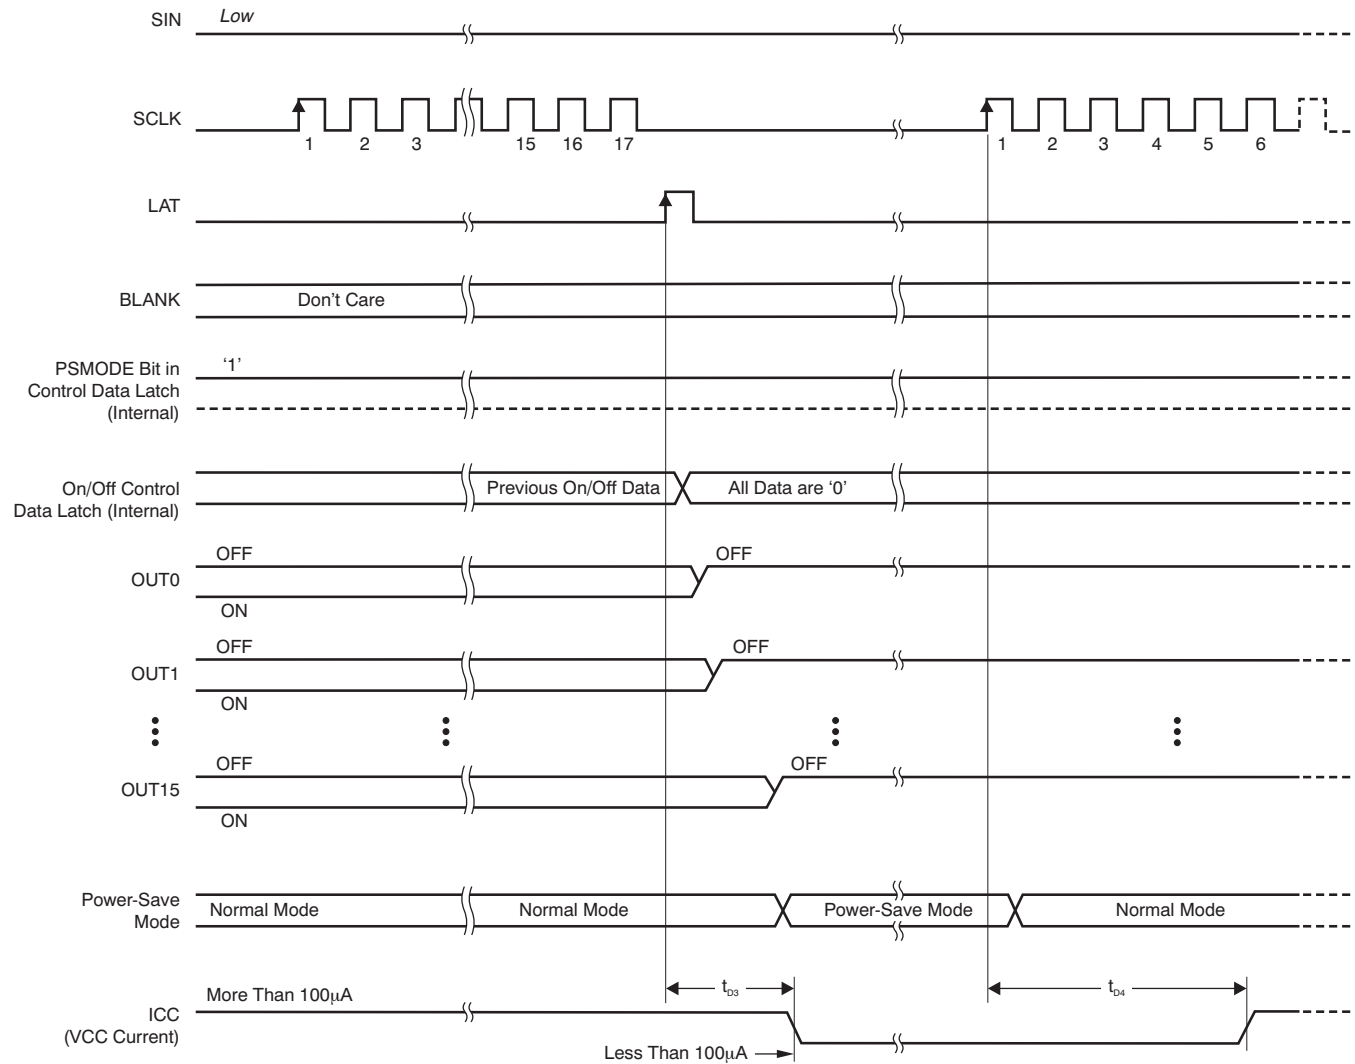 SIN
Low
SCLK
1 2 3 15 16 17 1 2 3 4 5 6
LAT
BLANK
Don't Care
PSMODE Bit in
Control Data Latch
(Internal)
‘1’
On/Off Control
Data Latch (Internal)
Previous On/Off Data
All Data are ‘0’
OUT0
OFF
ON
OFF
OUT1
OFF
ON
OFF
OUT15
OFF
ON
OFF
Power-Save
Mode
Normal Mode
Normal Mode
Power-Save Mode
Normal Mode
ICC
(VCC Current)
More Than 100µA
tD3
tD4
Less Than 100µA